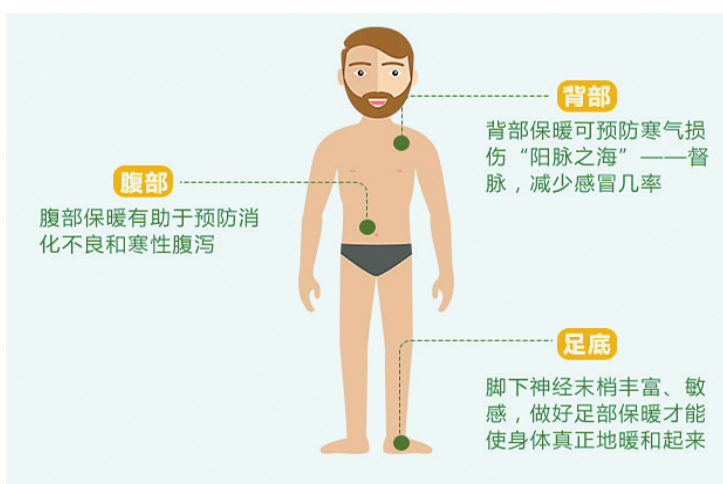 背部
背部保暖可预防寒气损
伤“阳脉之海”——督
脉，减少感冒几率
腹部
腹部保暖有助于预防消
化不良和寒性腹泻
足底
脚下神经末梢丰富、敏
感，做好足部保暖才能
使身体真正地暖和起来